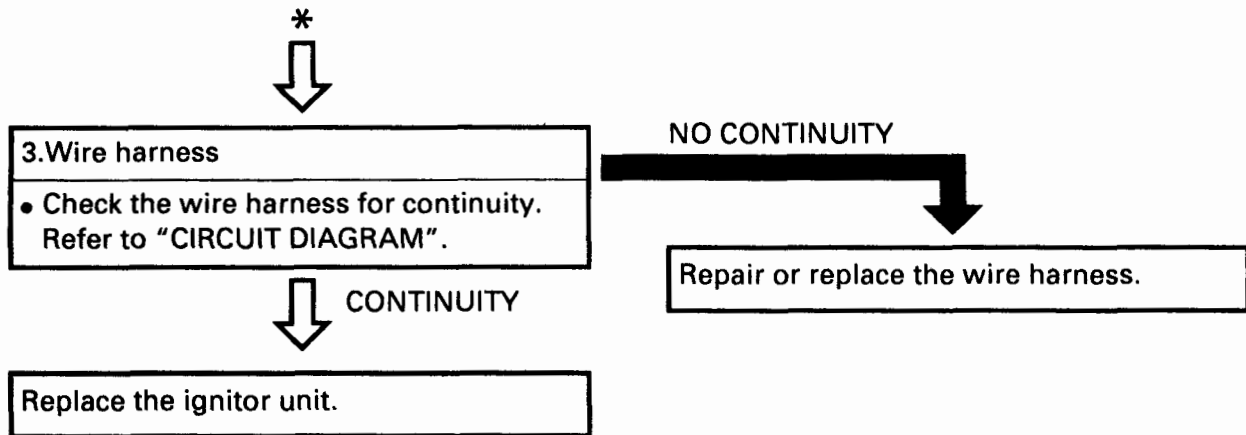 *
3.Wire harness
• Check the wire harness for continuity.
Refer to “CIRCUIT DIAGRAM”.
NO CONTINUITY
Repair or replace the wire harness.
CONTINUITY
Replace the ignitor unit.